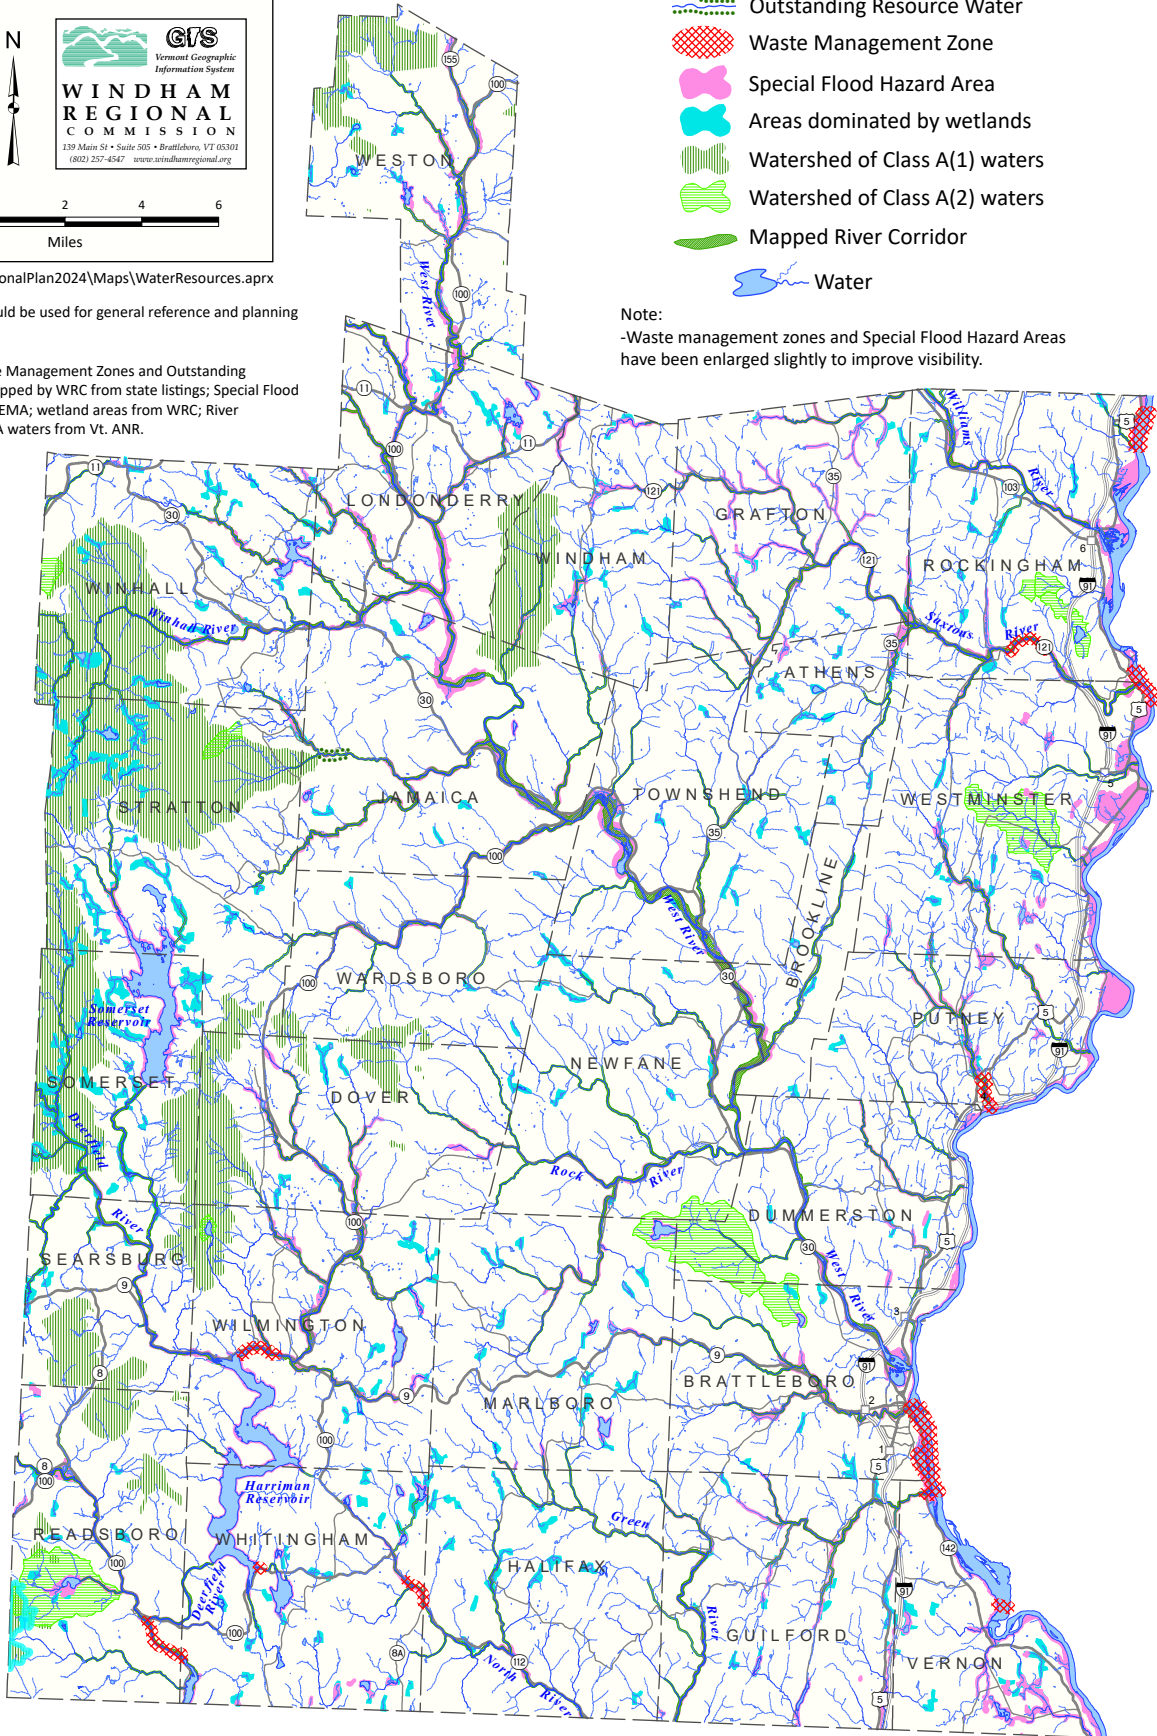 N
GIS
Vermont Geographic
Information System
WINDHAM
REGIONAL
COMMISSION
139 Main St • Suite 505 • Brattleboro, VT 05301
(802) 257-4547 www.windhamregional.org
2 4 6
Miles
onalPlan2024\Maps\WaterResources.aprx
uld be used for general reference and planning
e Management Zones and Outstanding
pped by WRC from state listings; Special Flood
EMA; wetland areas from WRC; River
A waters from Vt. ANR.
Outstanding Resource Water
Waste Management Zone
Special Flood Hazard Area
Areas dominated by wetlands
Watershed of Class A(1) waters
Watershed of Class A(2) waters
Mapped River Corridor
Water
Note:
-Waste management zones and Special Flood Hazard Areas
have been enlarged slightly to improve visibility.
155
100
WESTON
West River
100
11
100
11
Williams
River
5
11
30
LONDONDERRY
121
35
GRAFTON
103
6
91
121
WINDHAM
ROCKINGHAM
WINHALL
Winhall River
Saxtons
River
121
35
ATHENS
30
5
91
5
STRATTON
JAMAICA
TOWNSHEND
WESTMINSTER
35
100
West River
BROOKLINE
30
WARDSBORO
100
Somerset
Reservoir
PUTNEY
5
91
4
SOMERSET
DOVER
NEWFANE
Deerfield
River
Rock
River
100
DUMMERSTON
30
5
West
River
SEARSBURG
9
3
WILMINGTON
91
9
8
BRATTLEBORO
9
MARLBORO
2
1
5
100
8
100
Harriman
Reservoir
READSBORO
WHITINGHAM
Green
River
HALIFAX
142
100
Deerfield
River
91
100
8A
112
North
River
GUILFORD
VERNON
5